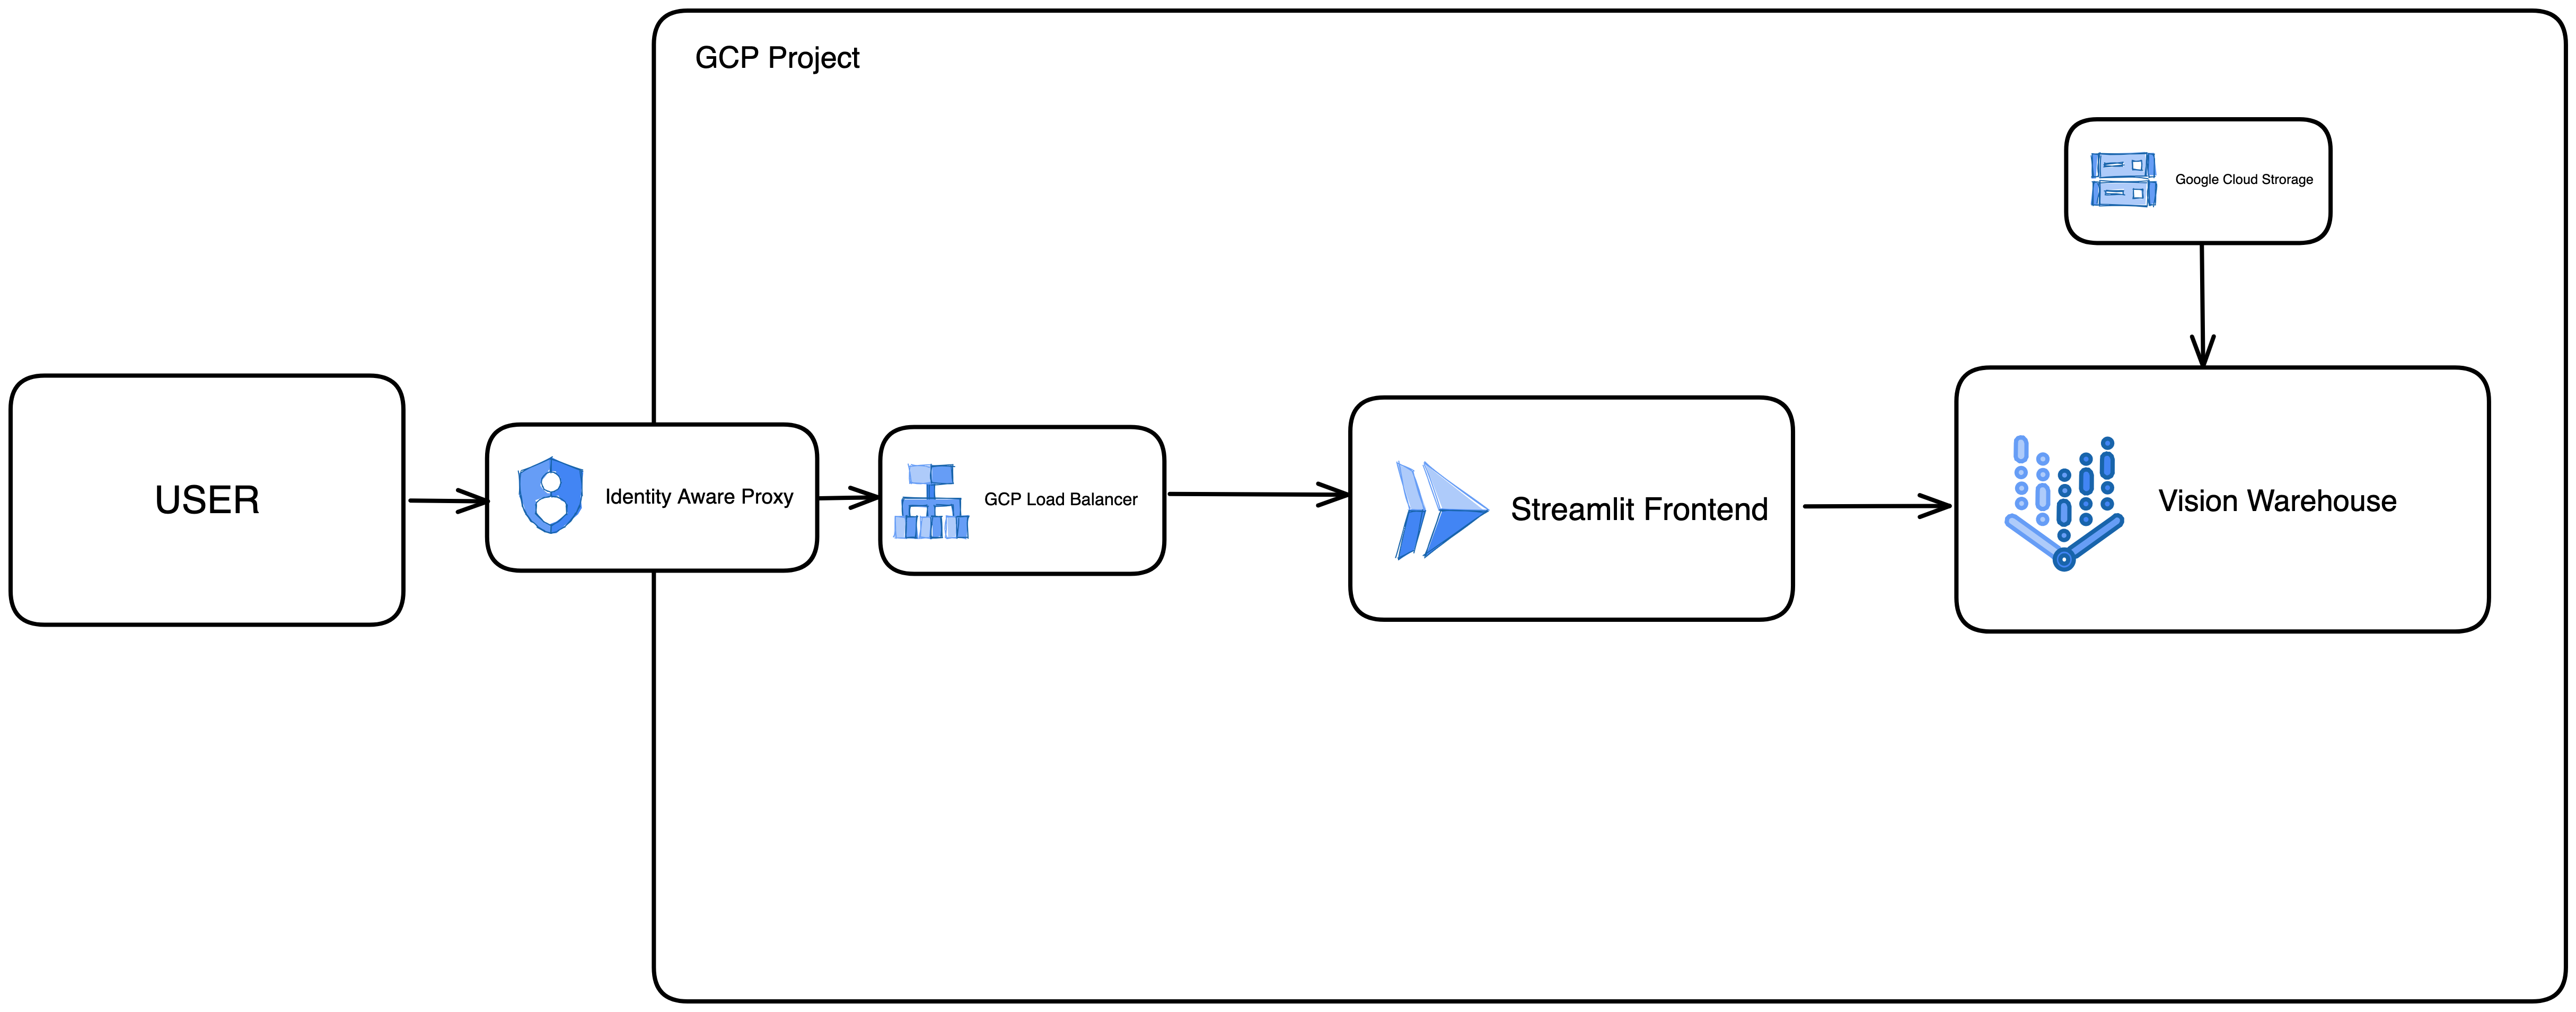 GCP Project
Google Cloud Strorage
USER
Identity Aware Proxy
GCP Load Balancer
Streamlit Frontend
Vision Warehouse